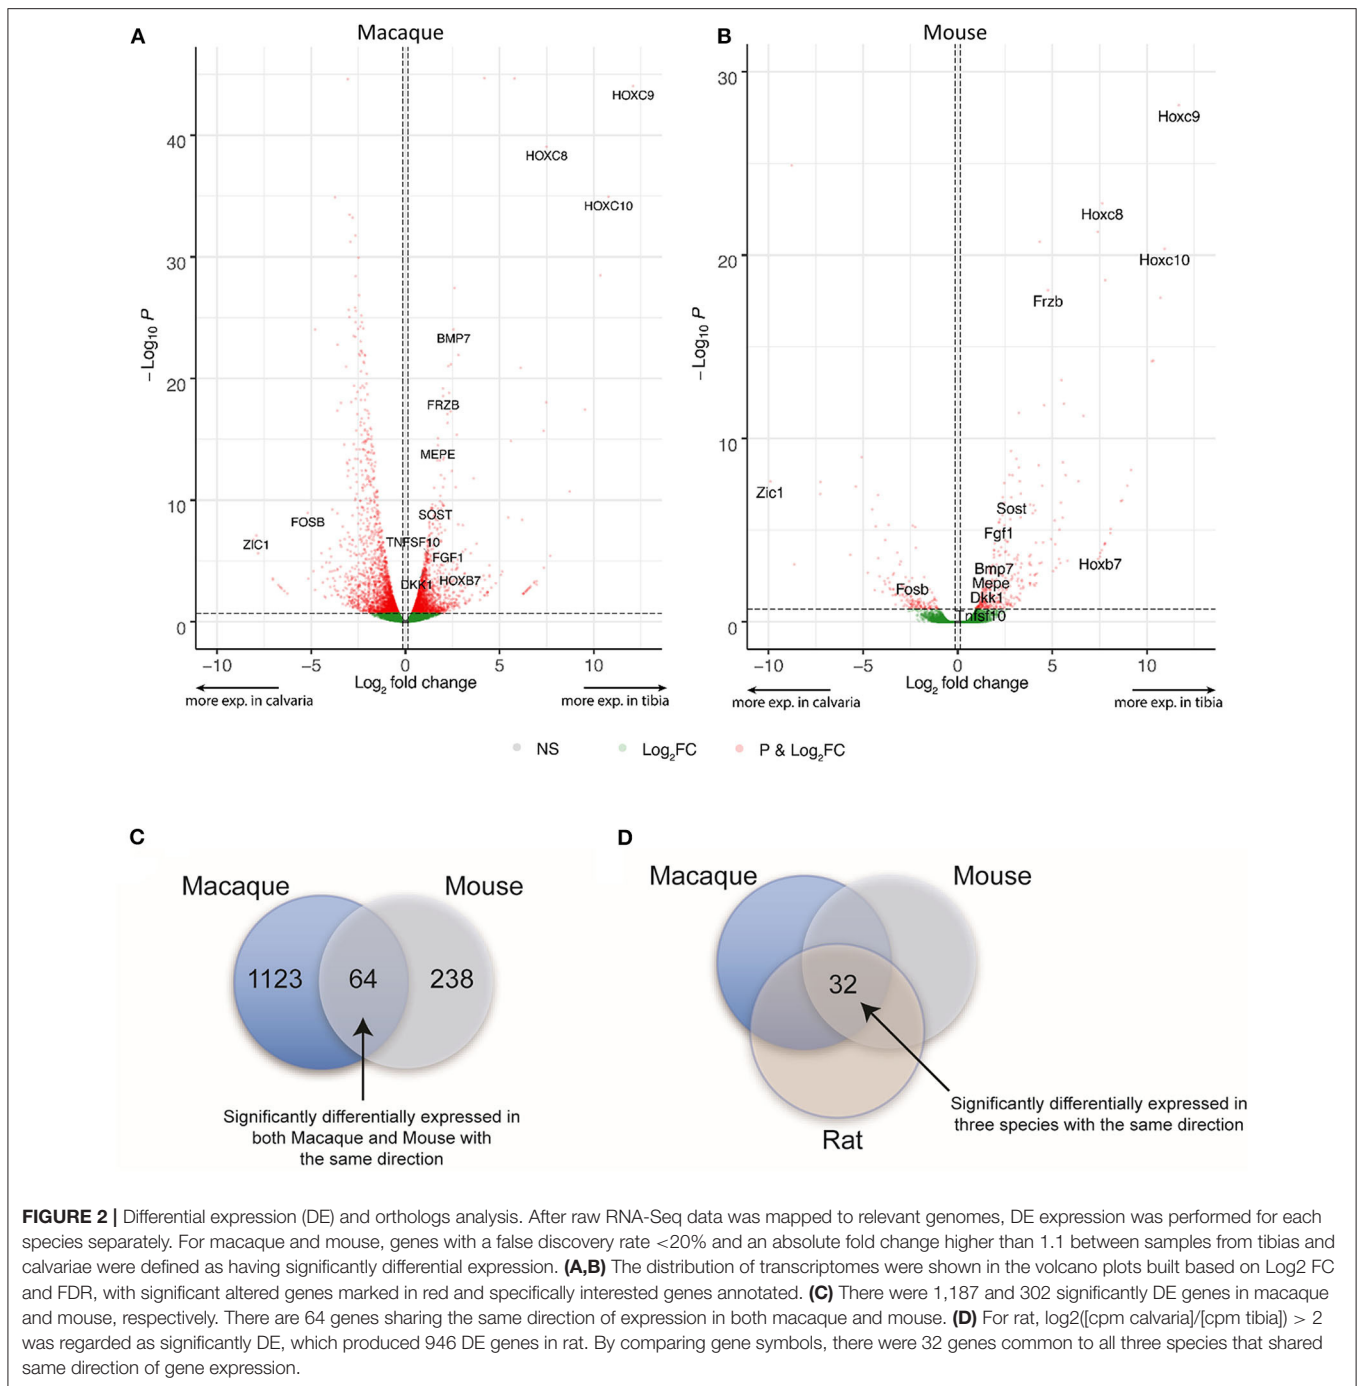 A
Macaque
HOXC9
HOXC8
HOXC10
BMP7
FRZB
MEPE
SOST
FOSB
ZIC1
TNFSF10
FGF1
DKK1
HOXB7
40
30
20
10
0
−Log10 P
−10
−5
0
5
10
Log2 fold change
more exp. in calvaria
more exp. in tibia
B
Mouse
Hoxc9
Hoxc8
Hoxc10
Frzb
Zic1
Sost
Fgf1
Bmp7
Mepe
Dkk1
Hoxb7
Fosb
nfsf10
30
20
10
0
−Log10 P
−10
−5
0
5
10
Log2 fold change
more exp. in calvaria
more exp. in tibia
NS
Log2FC
P & Log2FC
C
Macaque
Mouse
1123
64
238
Significantly differentially expressed in
both Macaque and Mouse with
the same direction
D
Macaque
Mouse
32
Significantly differentially expressed in
three species with the same direction
Rat
FIGURE 2 | Differential expression (DE) and orthologs analysis. After raw RNA-Seq data was mapped to relevant genomes, DE expression was performed for each
species separately. For macaque and mouse, genes with a false discovery rate <20% and an absolute fold change higher than 1.1 between samples from tibias and
calvariae were defined as having significantly differential expression. (A,B) The distribution of transcriptomes were shown in the volcano plots built based on Log2 FC
and FDR, with significant altered genes marked in red and specifically interested genes annotated. (C) There were 1,187 and 302 significantly DE genes in macaque
and mouse, respectively. There are 64 genes sharing the same direction of expression in both macaque and mouse. (D) For rat, log2([cpm calvaria]/[cpm tibia]) > 2
was regarded as significantly DE, which produced 946 DE genes in rat. By comparing gene symbols, there were 32 genes common to all three species that shared
same direction of gene expression.